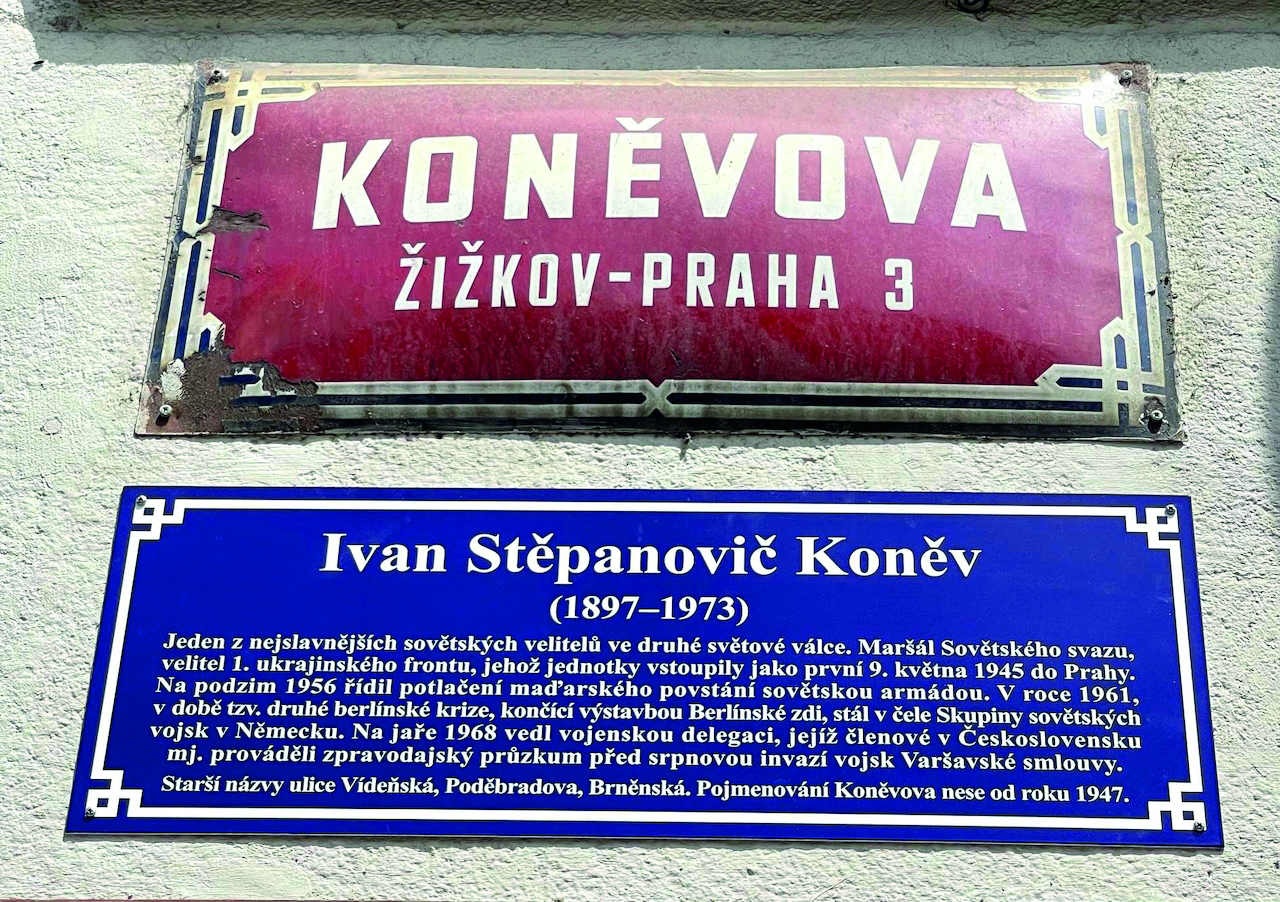 KONĚVOVA
ŽIŽKOV-PRAHA 3
Ivan Stěpanovič Koněv
(1897–1973)
Jeden z nejslavnějších sovětských velitelů ve druhé světové válce. Maršál Sovětského svazu,
velitel 1. ukrajinského frontu, jehož jednotky vstoupily jako první 9. května 1945 do Prahy.
Na podzim 1956 řídil potlačení maďarského povstání sovětskou armádou. V roce 1961,
v době tzv. druhé berlínské krize, končící výstavbou Berlínské zdi, stál v čele Skupiny sovětských
vojsk v Německu. Na jaře 1968 vedl vojenskou delegaci, jejíž členové v Československu
mj. prováděli zpravodajský průzkum před srpnovou invazí vojsk Varšavské smlouvy.
Starší názvy ulice Vídeňská, Poděbradova, Brněnská. Pojmenování Koněvova nese od roku 1947.